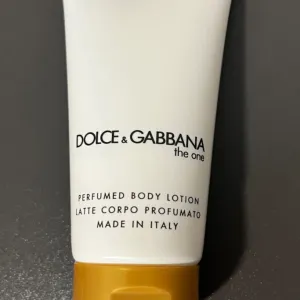 DOLCE & GABBANA
the one
PERFUMED BODY LOTION
LATTE CORPO PROFUMATO
MADE IN ITALY